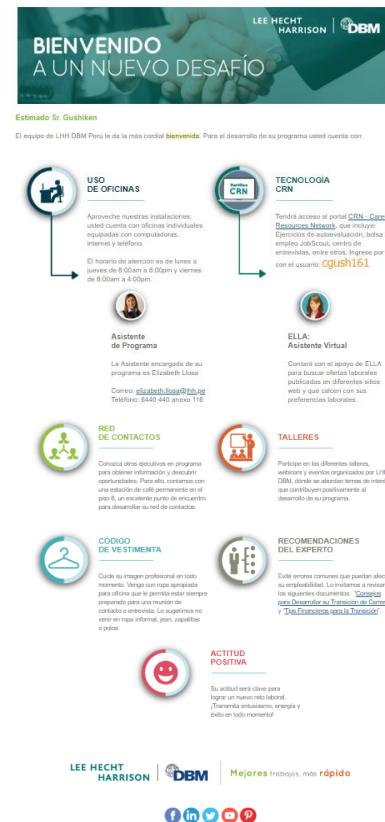 LEE HECHT
HARRISON
DBM
BIENVENIDO
A UN NUEVO DESAFÍO
Estimado Sr. Gushiken
El equipo de LHH DBM Perú le da la más cordial bienvenida. Para el desarrollo de su programa usted cuenta con:
USO
DE OFICINAS
Aproveche nuestras instalaciones:
usted cuenta con oficinas individuales
equipadas con computadoras,
internet y teléfono.
El horario de atención es de lunes a
jueves de 8:00am a 6:00pm y viernes
de 8:00am a 4:00pm.
CRN
TECNOLOGÍA
CRN
Tendrá acceso al portal CRN - Caree
Resources Network, que incluye:
Ejercicios de autoevaluación, bolsa
empleo JobScout, centro de
entrevistas, entre otros. Ingrese por
con el usuario: cgush161
Asistente
de Programa
La Asistente encargada de su
programa es Elizabeth Llosa
Correo: elizabeth.llosa@lhh.pe
Teléfono: 6440 440 anexo 116
ELLA:
Asistente Virtual
Contará con el apoyo de ELLA
para buscar ofertas laborales
publicadas en diferentes sitios
web y que calcen con sus
preferencias laborales.
RED
DE CONTACTOS
Conozca otros ejecutivos en programa
para obtener información y descubrir
oportunidades. Para ello, contamos con
una estación de café permanente en el
piso 6, un excelente punto de encuentro
para desarrollar su red de contactos.
TALLERES
Participe en los diferentes talleres,
webinars y eventos organizados por LHH
DBM, dónde se abordan temas de interé
que contribuyen positivamente al
desarrollo de su programa.
CÓDIGO
DE VESTIMENTA
Cuide su imagen profesional en todo
momento. Venga con ropa apropiada
para oficina que le permita estar siempre
preparado para una reunión de
contacto o entrevista. Le sugerimos no
venir en ropa informal, jean, zapatillas
o polos.
RECOMENDACIONES
DEL EXPERTO
Evite errores comunes que puedan afec
su empleabilidad. Lo invitamos a revisar
los siguientes documentos: "Consejos
para Desarrollar su Transición de Carrer
y "Tips Financieros para la Transición".
ACTITUD
POSITIVA
Su actitud será clave para
lograr un nuevo reto laboral.
¡Transmita entusiasmo, energía y
éxito en todo momento!
LEE HECHT
HARRISON
DBM
Mejores trabajos, más rápido